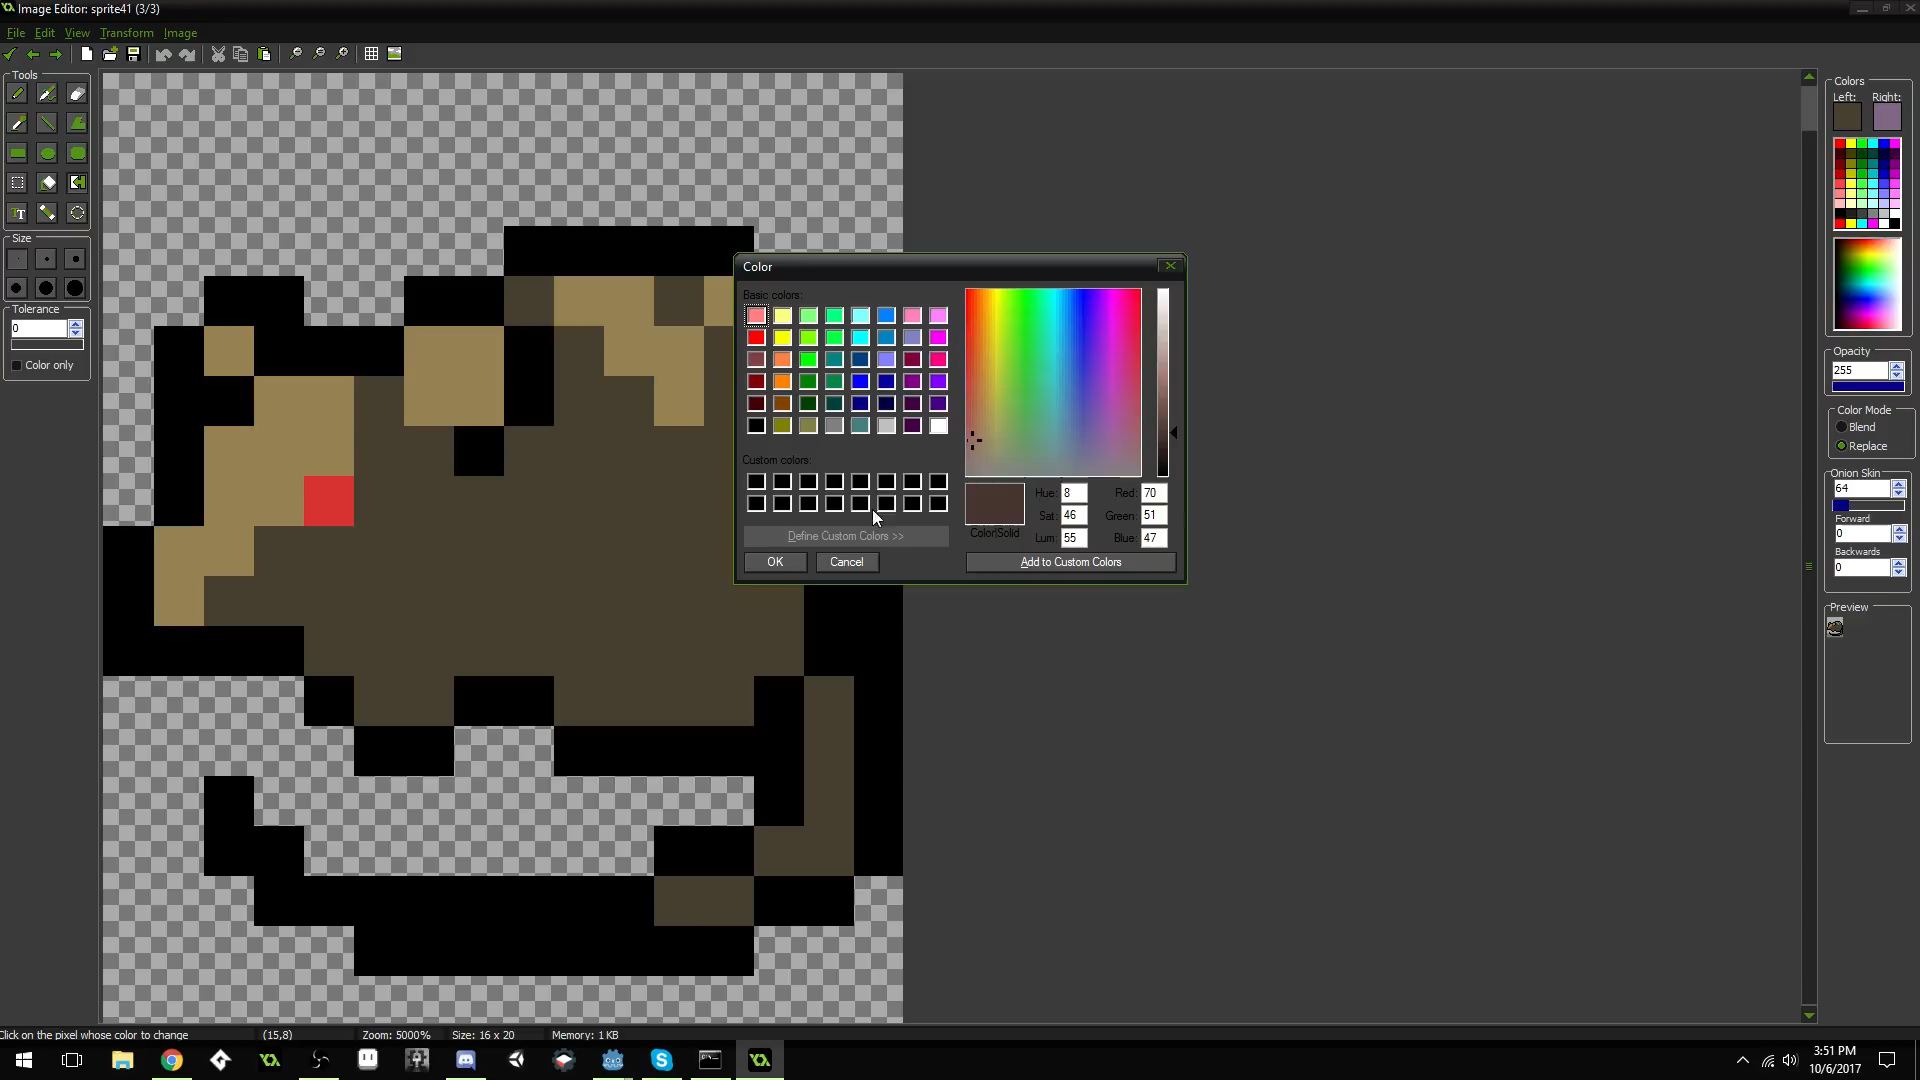 Image Editor: sprite41 (3/3)
File Edit View Transform Image
Tools
Size
Tolerance
0
Color only
Color
Basic colors:
Custom colors:
Define Custom Colors >>
OK Cancel
Hue: 8 Red: 70
Sat: 46 Green: 51
Lum: 55 Blue: 47
Color|Solid
Add to Custom Colors
Colors
Left: Right:
Opacity
255
Color Mode
Blend
Replace
Onion Skin
64
Forward
0
Backwards
0
Preview
Click on the pixel whose color to change (15,8) Zoom: 5000% Size: 16 x 20 Memory: 1 KB
3:51 PM
10/6/2017